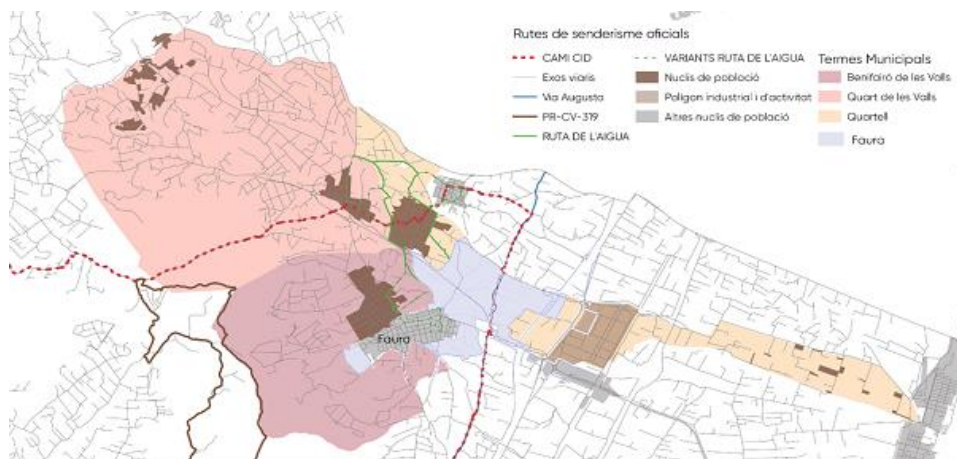 Rutes de senderisme oficials
CAMI CID
Eixos viaris
Via Augusta
PR-CV-319
RUTA DE L'AIGUA
VARIANTS RUTA DE L'AIGUA
Nuclis de població
Polígon industrial i d'activitat
Altres nuclis de població
Termes Municipals
Benifairó de les Valls
Quart de les Valls
Quartell
Faura
Faura